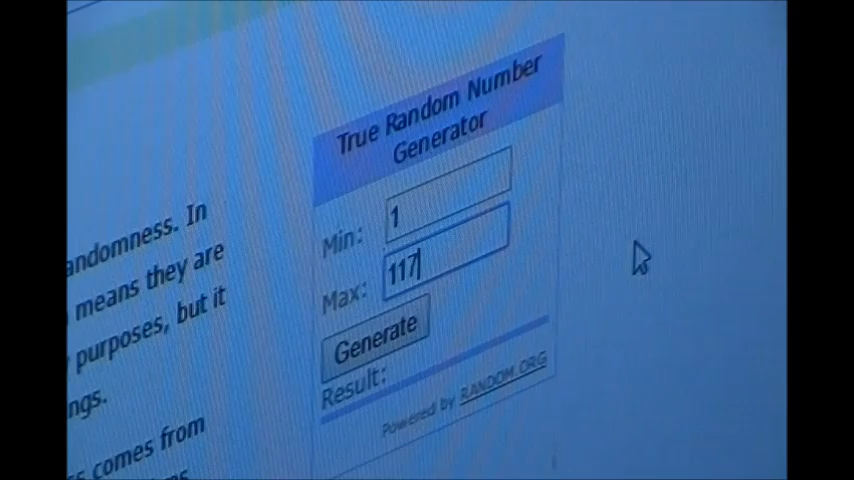 True Random Number
Generator
Min: 1
Max: 117
Generate
Result:
Powered by RANDOM.ORG
andomness. In
means they are
purposes, but it
ngs.
comes from